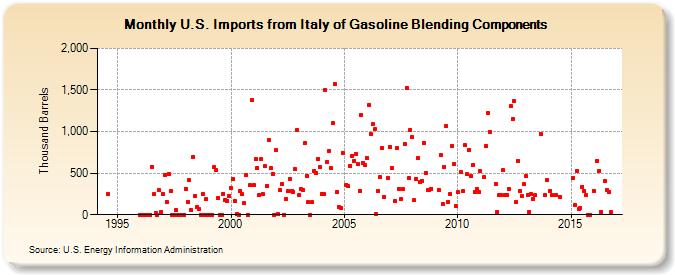 Monthly U.S. Imports from Italy of Gasoline Blending Components
Thousand Barrels
2,000
1,500
1,000
500
0
1995 2000 2005 2010 2015
Source: U.S. Energy Information Administration